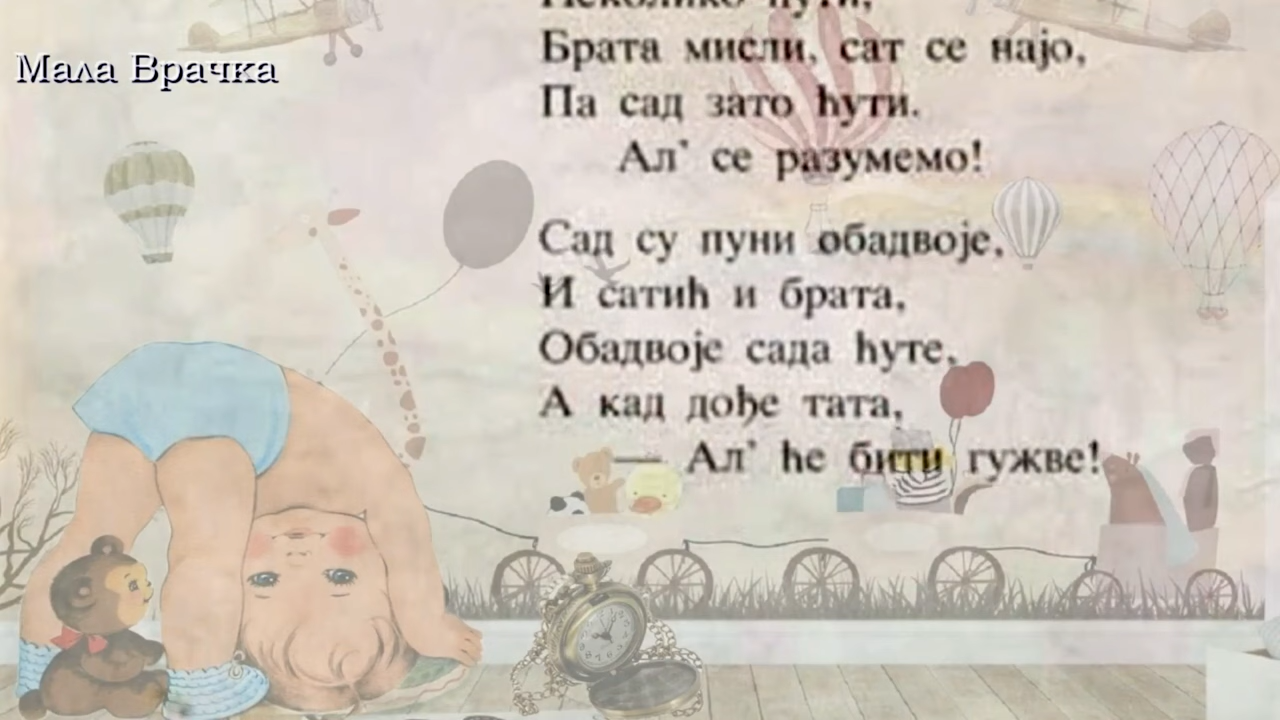 Мала Врачка
Брата мисли, сат се најо,
Па сад зато ћути.
Ал' се разумемо!
Сад су пуни обадвоје,
И сатић и брата,
Обадвоје сада ћуте,
А кад дође тата,
— Ал' ће бити гужве!